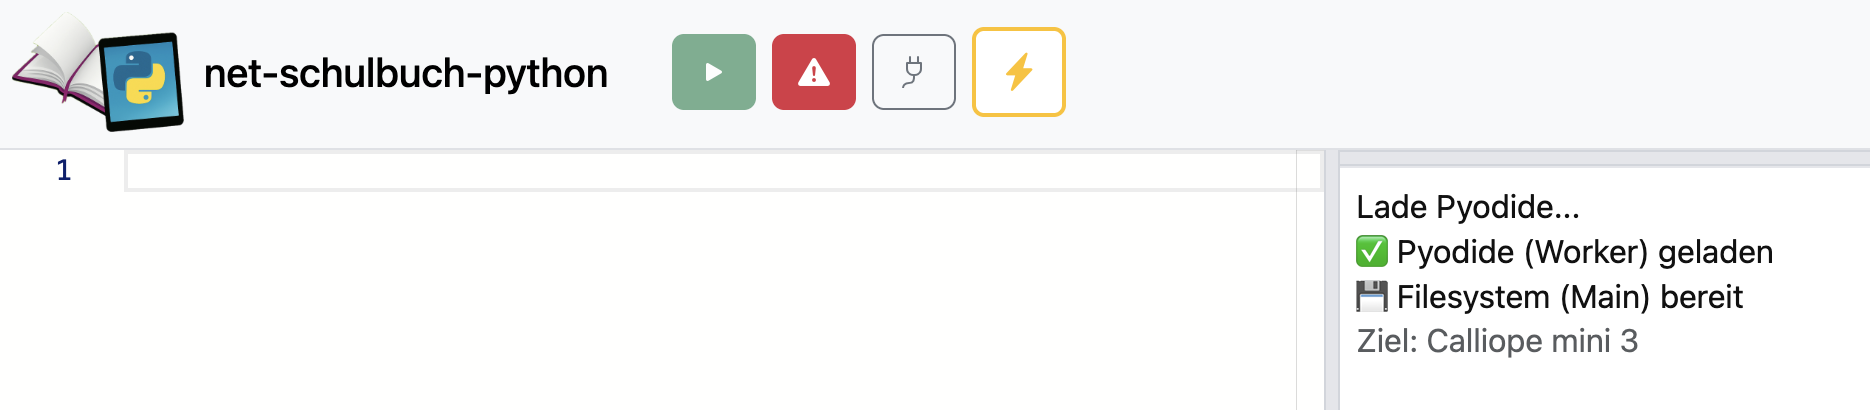 net-schulbuch-python
1
Lade Pyodide...
✅ Pyodide (Worker) geladen
💾 Filesystem (Main) bereit
Ziel: Calliope mini 3